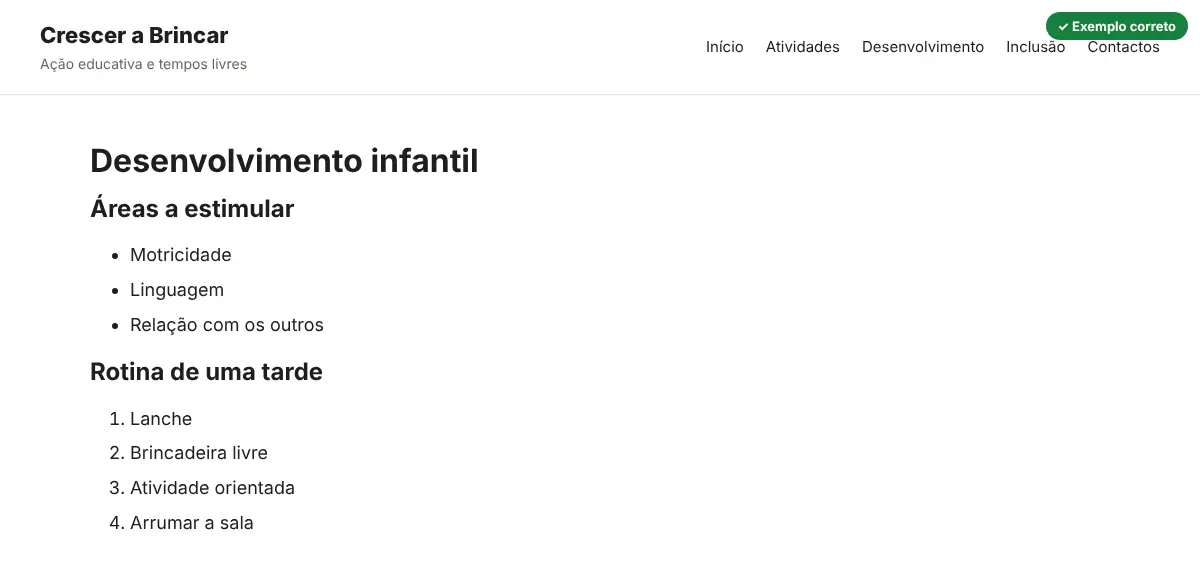 Crescer a Brincar
Ação educativa e tempos livres
Início Atividades Desenvolvimento Inclusão Contactos
✓ Exemplo correto
Desenvolvimento infantil
Áreas a estimular
• Motricidade
• Linguagem
• Relação com os outros
Rotina de uma tarde
1. Lanche
2. Brincadeira livre
3. Atividade orientada
4. Arrumar a sala